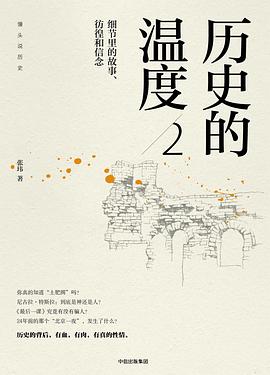 馒头说历史
历史的
温度
2
细节里的故事、
彷徨和信念
张玮 著
你真的知道“土肥圆”吗？
尼古拉·特斯拉：到底是神还是人？
《最后一课》究竟有没有骗人？
24年前的那个“北京一夜”，发生了什么？
历史的背后，有血，有肉，有真的性情。
中信出版集团